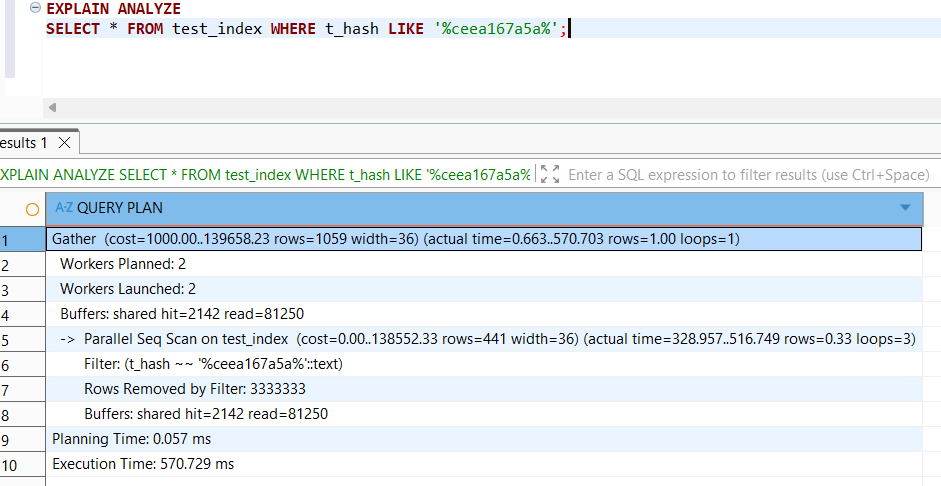 EXPLAIN ANALYZE
SELECT * FROM test_index WHERE t_hash LIKE '%ceea167a5a%';
esults 1
XPLAIN ANALYZE SELECT * FROM test_index WHERE t_hash LIKE '%ceea167a5a% Enter a SQL expression to filter results (use Ctrl+Space)
A-Z QUERY PLAN
1 Gather (cost=1000.00..139658.23 rows=1059 width=36) (actual time=0.663..570.703 rows=1.00 loops=1)
2 Workers Planned: 2
3 Workers Launched: 2
4 Buffers: shared hit=2142 read=81250
5 -> Parallel Seq Scan on test_index (cost=0.00..138552.33 rows=441 width=36) (actual time=328.957..516.749 rows=0.33 loops=3)
6 Filter: (t_hash ~~ '%ceea167a5a%'::text)
7 Rows Removed by Filter: 3333333
8 Buffers: shared hit=2142 read=81250
9 Planning Time: 0.057 ms
10 Execution Time: 570.729 ms